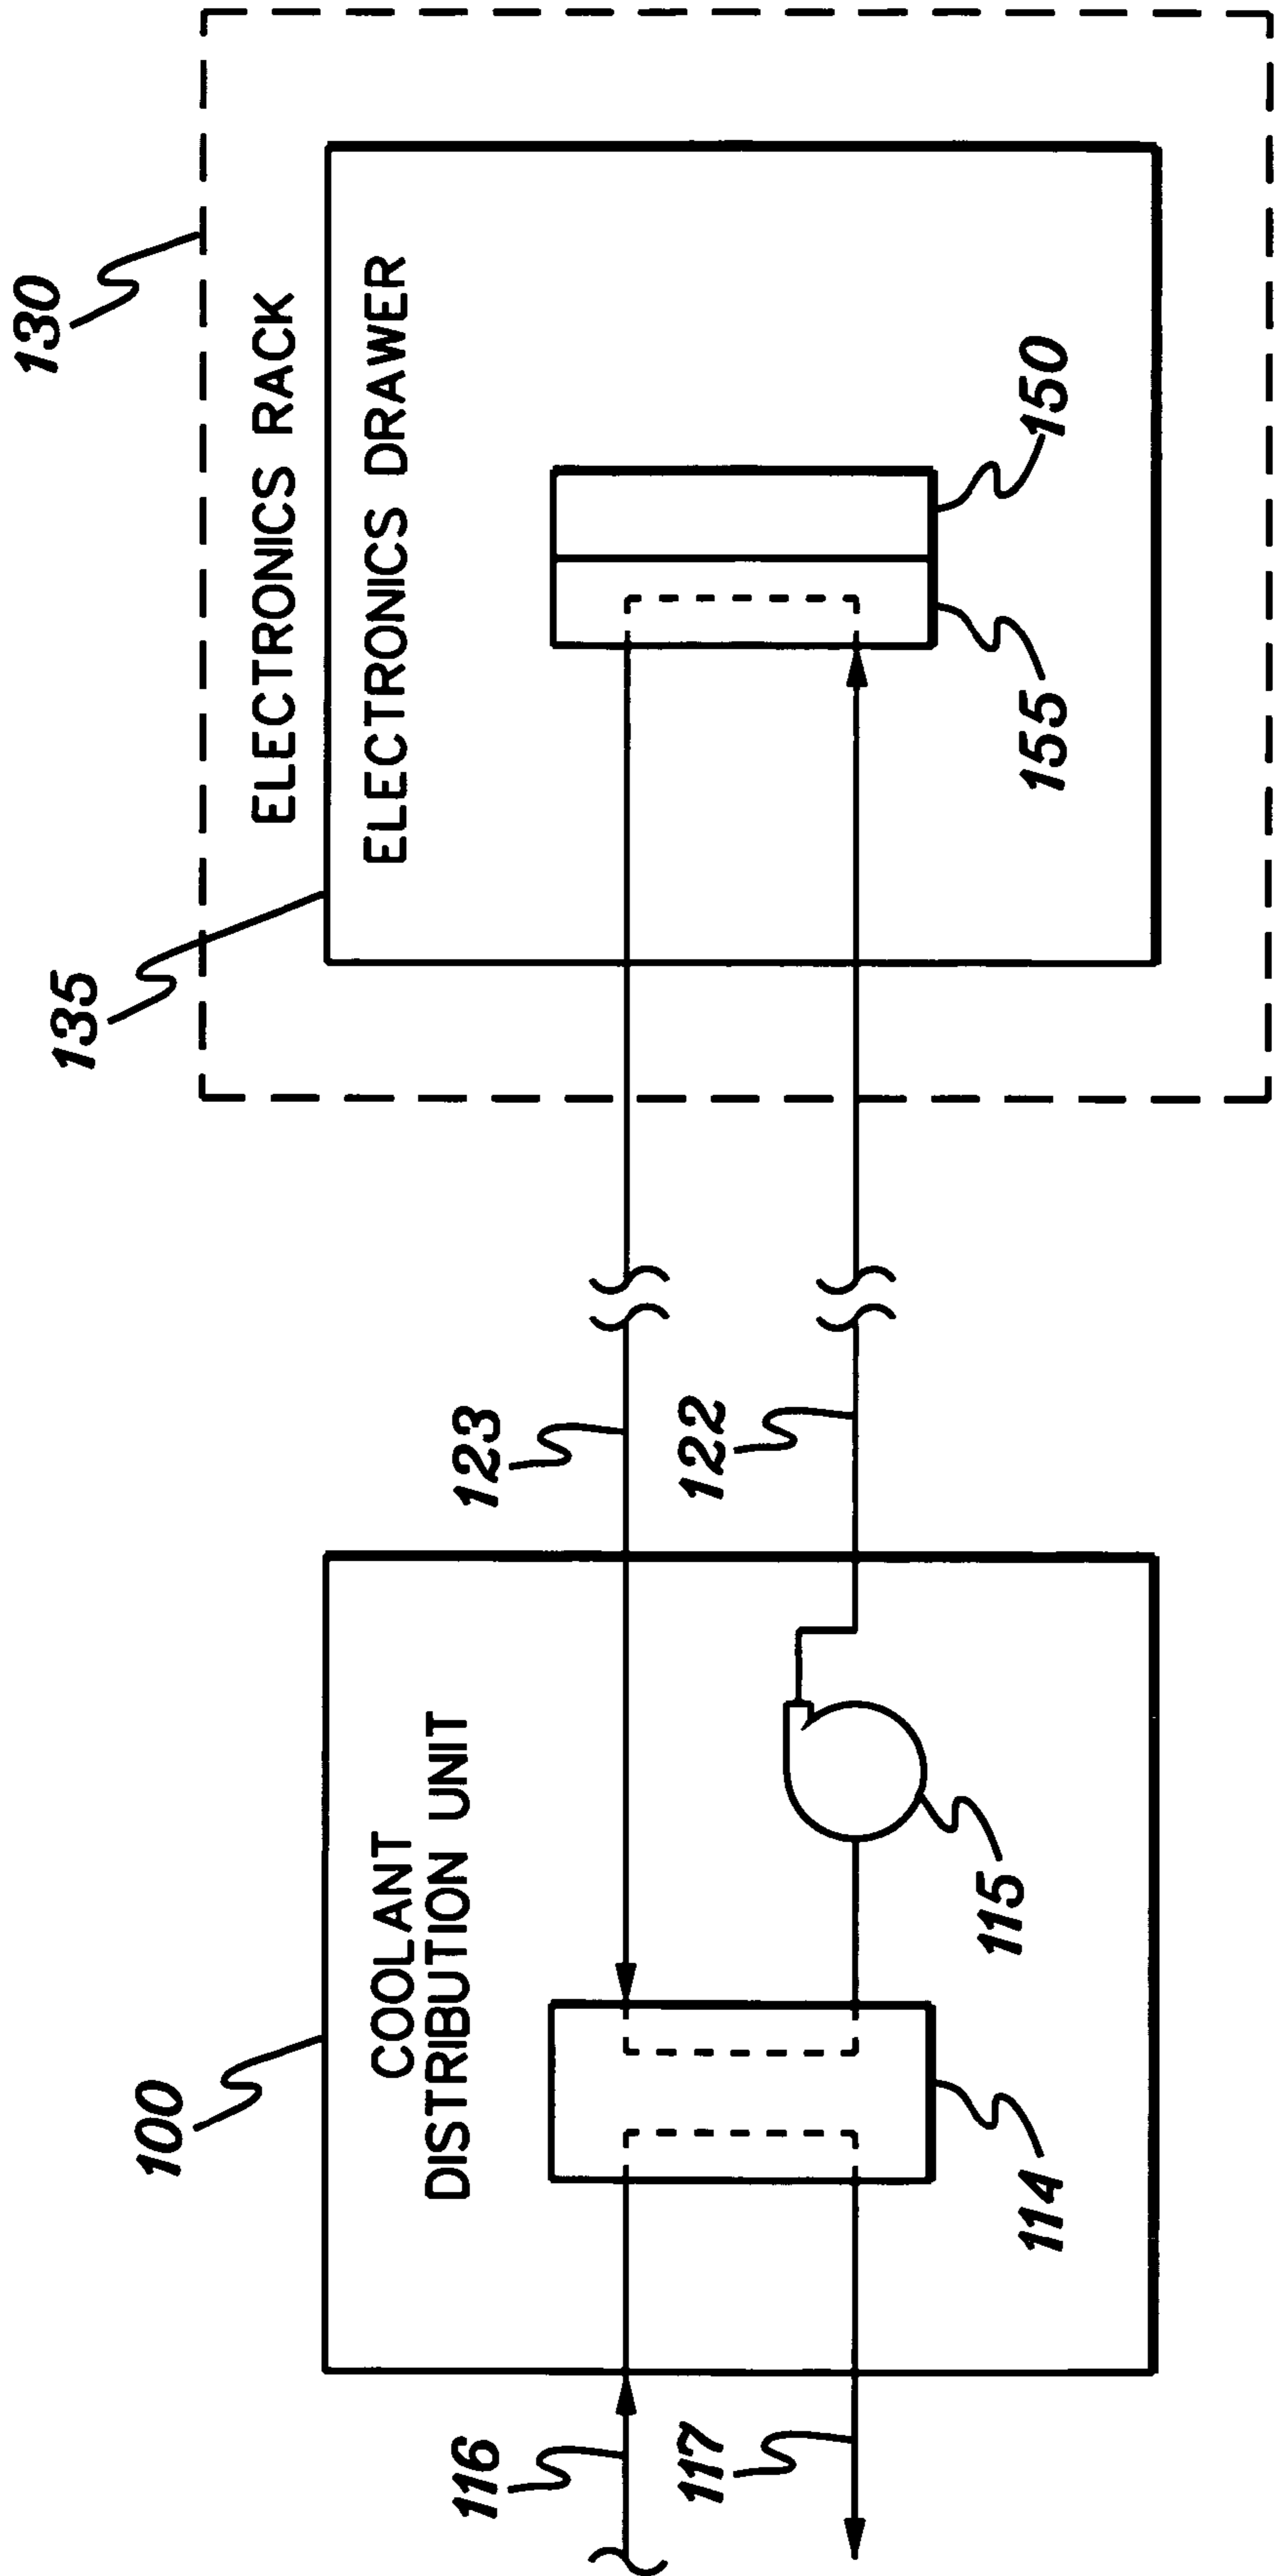 100
COOLANT
DISTRIBUTION UNIT
116
117
114
115
123
122
135
130
ELECTRONICS RACK
ELECTRONICS DRAWER
155
150